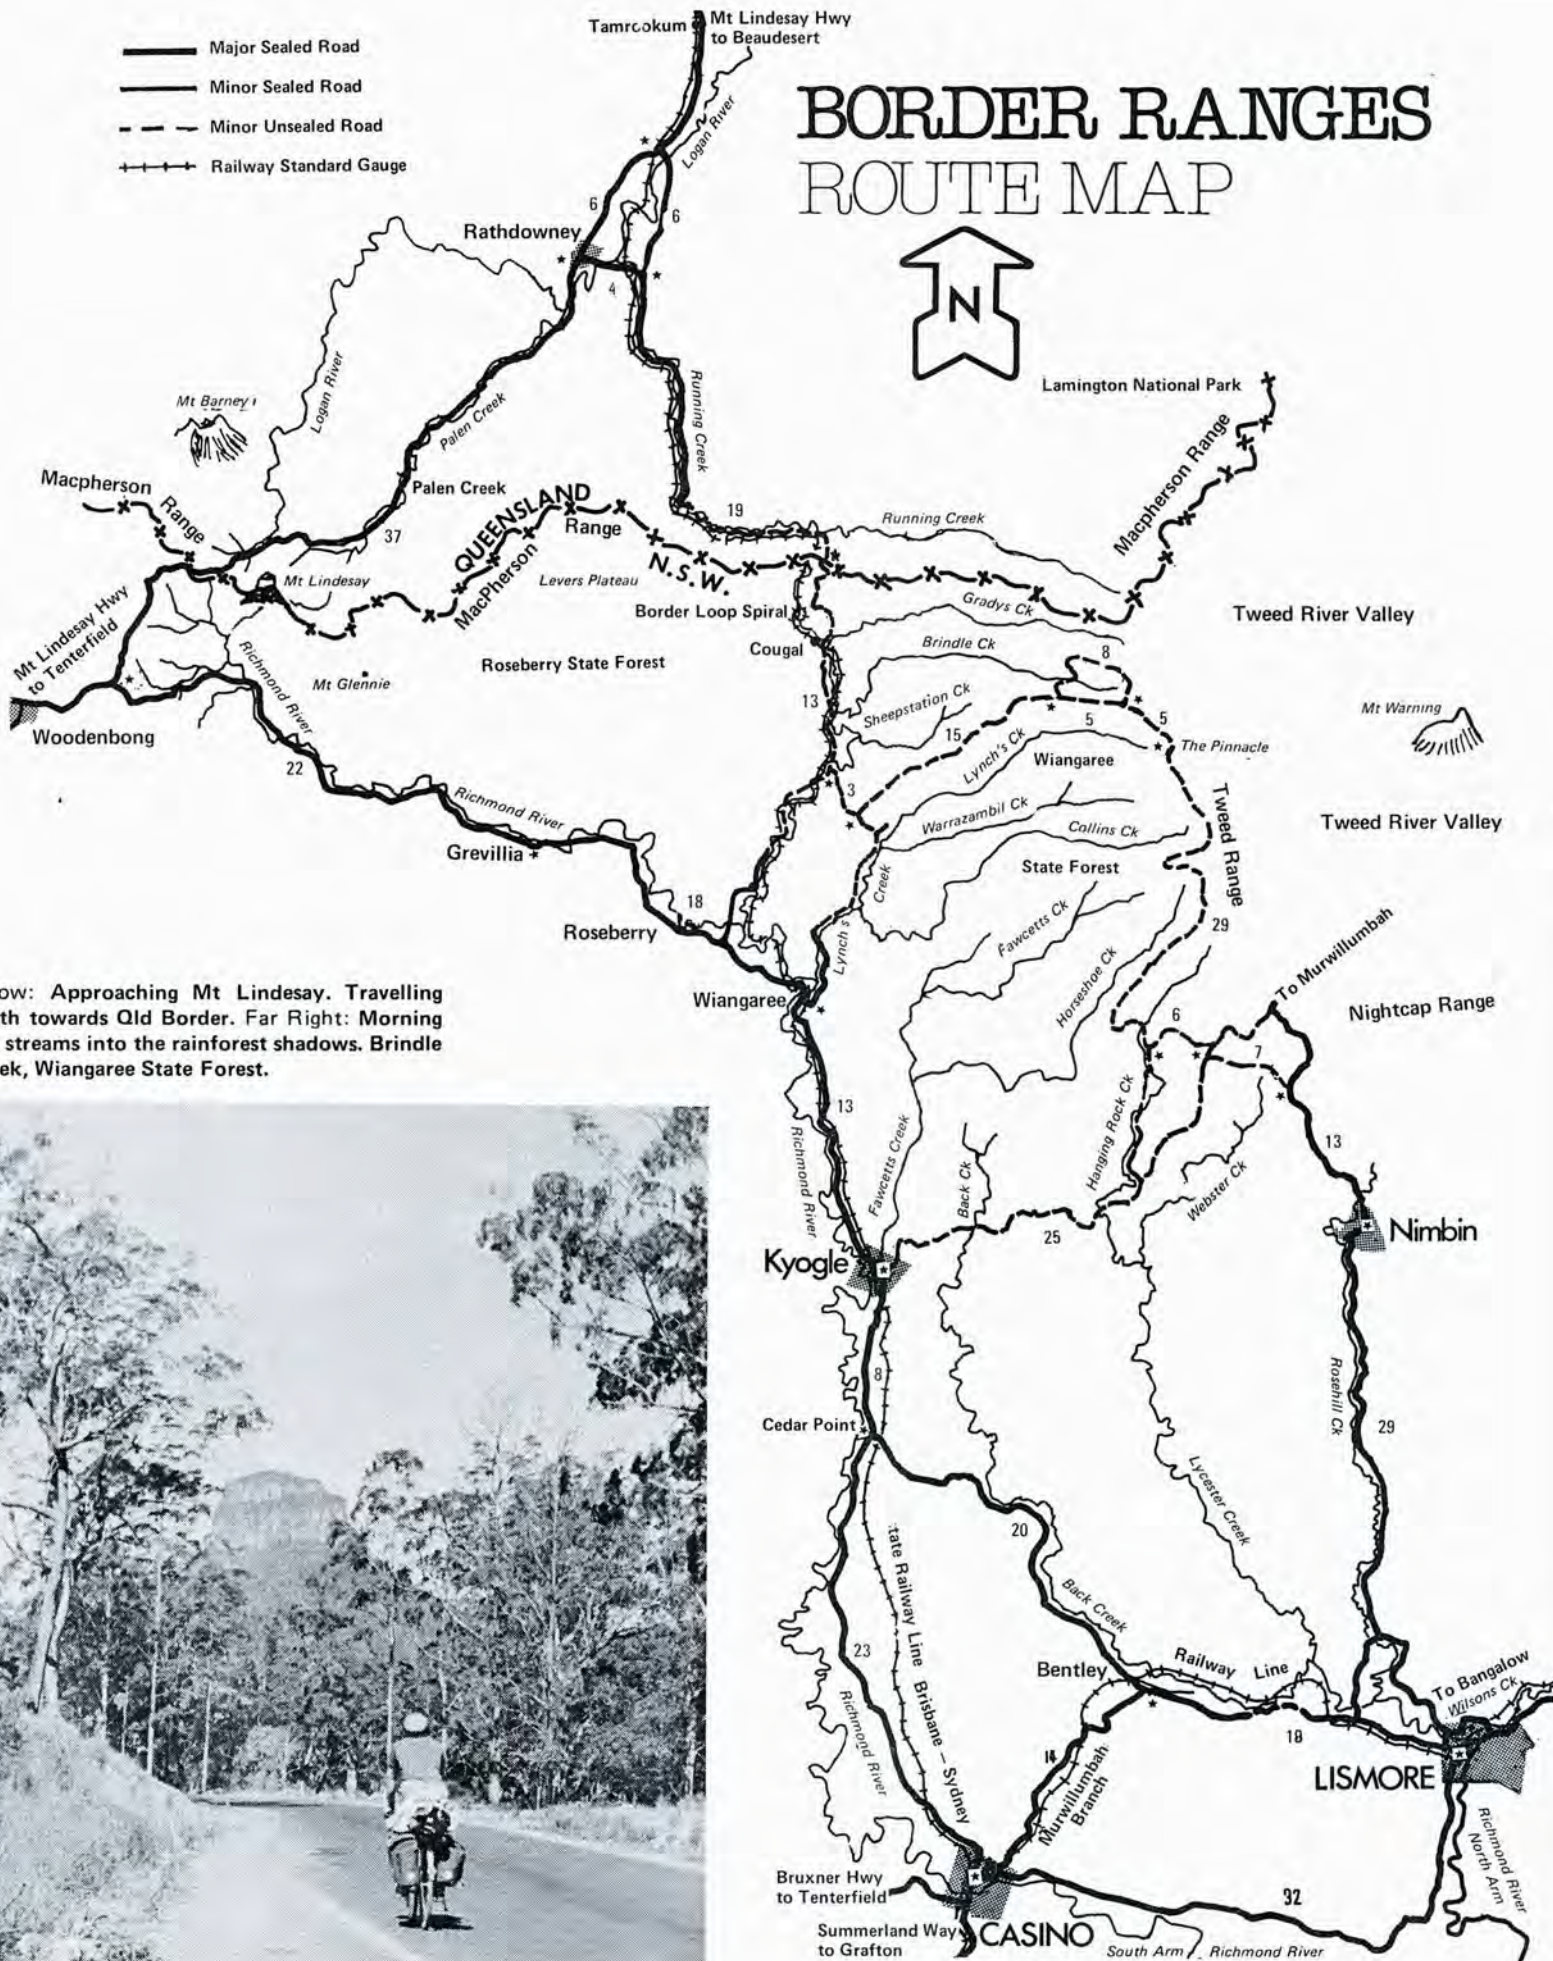 Major Sealed Road
Minor Sealed Road
Minor Unsealed Road
Railway Standard Gauge
BORDER RANGES
ROUTE MAP
N
Tamrookum
Mt Lindesay Hwy
to Beaudesert
Logan River
6
6
Rathdowney
4
Logan River
Mt Barney
Palen Creek
Running Creek
Lamington National Park
Macpherson Range
Macpherson
Range
Palen Creek
37
QUEENSLAND
MacPherson
Range
N.S.W.
19
Running Creek
Mt Lindesay
Levers Plateau
Border Loop Spiral
Gradys Ck
Tweed River Valley
Mt Lindesay Hwy
to Tenterfield
Cougal
Brindle Ck
8
Roseberry State Forest
Richmond River
Mt Glennie
Woodenbong
13
Sheepstation Ck
15
5
5
Mt Warning
The Pinnacle
Lynch's Ck
Wiangaree
22
3
Richmond River
Warrazambil Ck
Collins Ck
Tweed Range
Tweed River Valley
Grevillia
State Forest
Lynch's
Creek
18
Roseberry
Fawcetts Ck
29
Horseshoe Ck
To Murwillumbah
Wiangaree
Nightcap Range
6
7
ow: Approaching Mt Lindesay. Travelling
th towards Qld Border. Far Right: Morning
streams into the rainforest shadows. Brindle
ek, Wiangaree State Forest.
13
Richmond River
Fawcetts Creek
Back Ck
Hanging Rock Ck
13
Webster Ck
25
Nimbin
Kyogle
8
Rosehill Ck
29
Cedar Point
Lycester Creek
20
tate Railway Line Brisbane – Sydney
Back Creek
23
Richmond River
Bentley
Railway Line
To Bangalow
Wilsons Ck
18
14
Murwillumbah
Branch
LISMORE
Richmond River
North Arm
Bruxner Hwy
to Tenterfield
32
Summerland Way
to Grafton
CASINO
South Arm Richmond River